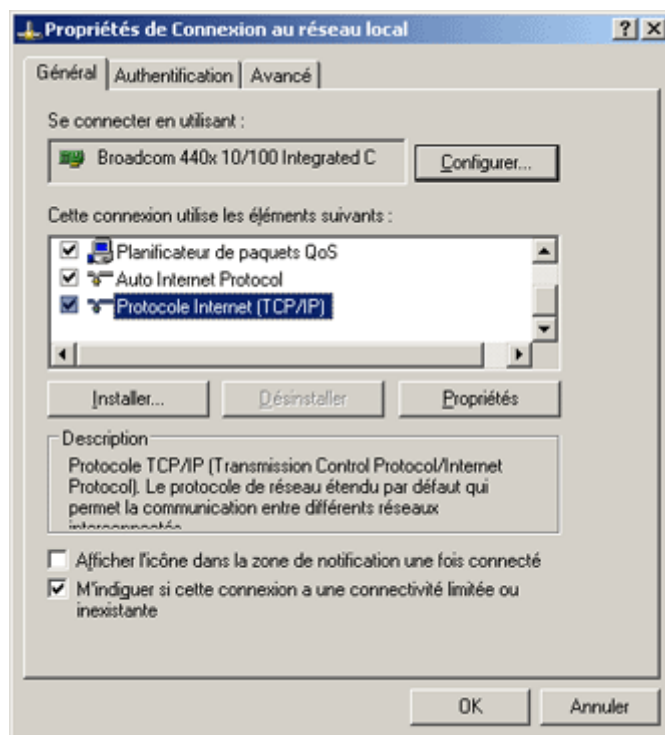 Propriétés de Connexion au réseau local
Général Authentification Avancé
Se connecter en utilisant :
Broadcom 440x 10/100 Integrated C
Configurer...
Cette connexion utilise les éléments suivants :
Planificateur de paquets QoS
Auto Internet Protocol
Protocole Internet (TCP/IP)
Installer... Désinstaller Propriétés
Description
Protocole TCP/IP (Transmission Control Protocol/Internet
Protocol). Le protocole de réseau étendu par défaut qui
permet la communication entre différents réseaux
Afficher l'icône dans la zone de notification une fois connecté
M'indiquer si cette connexion a une connectivité limitée ou
inexistante
OK Annuler